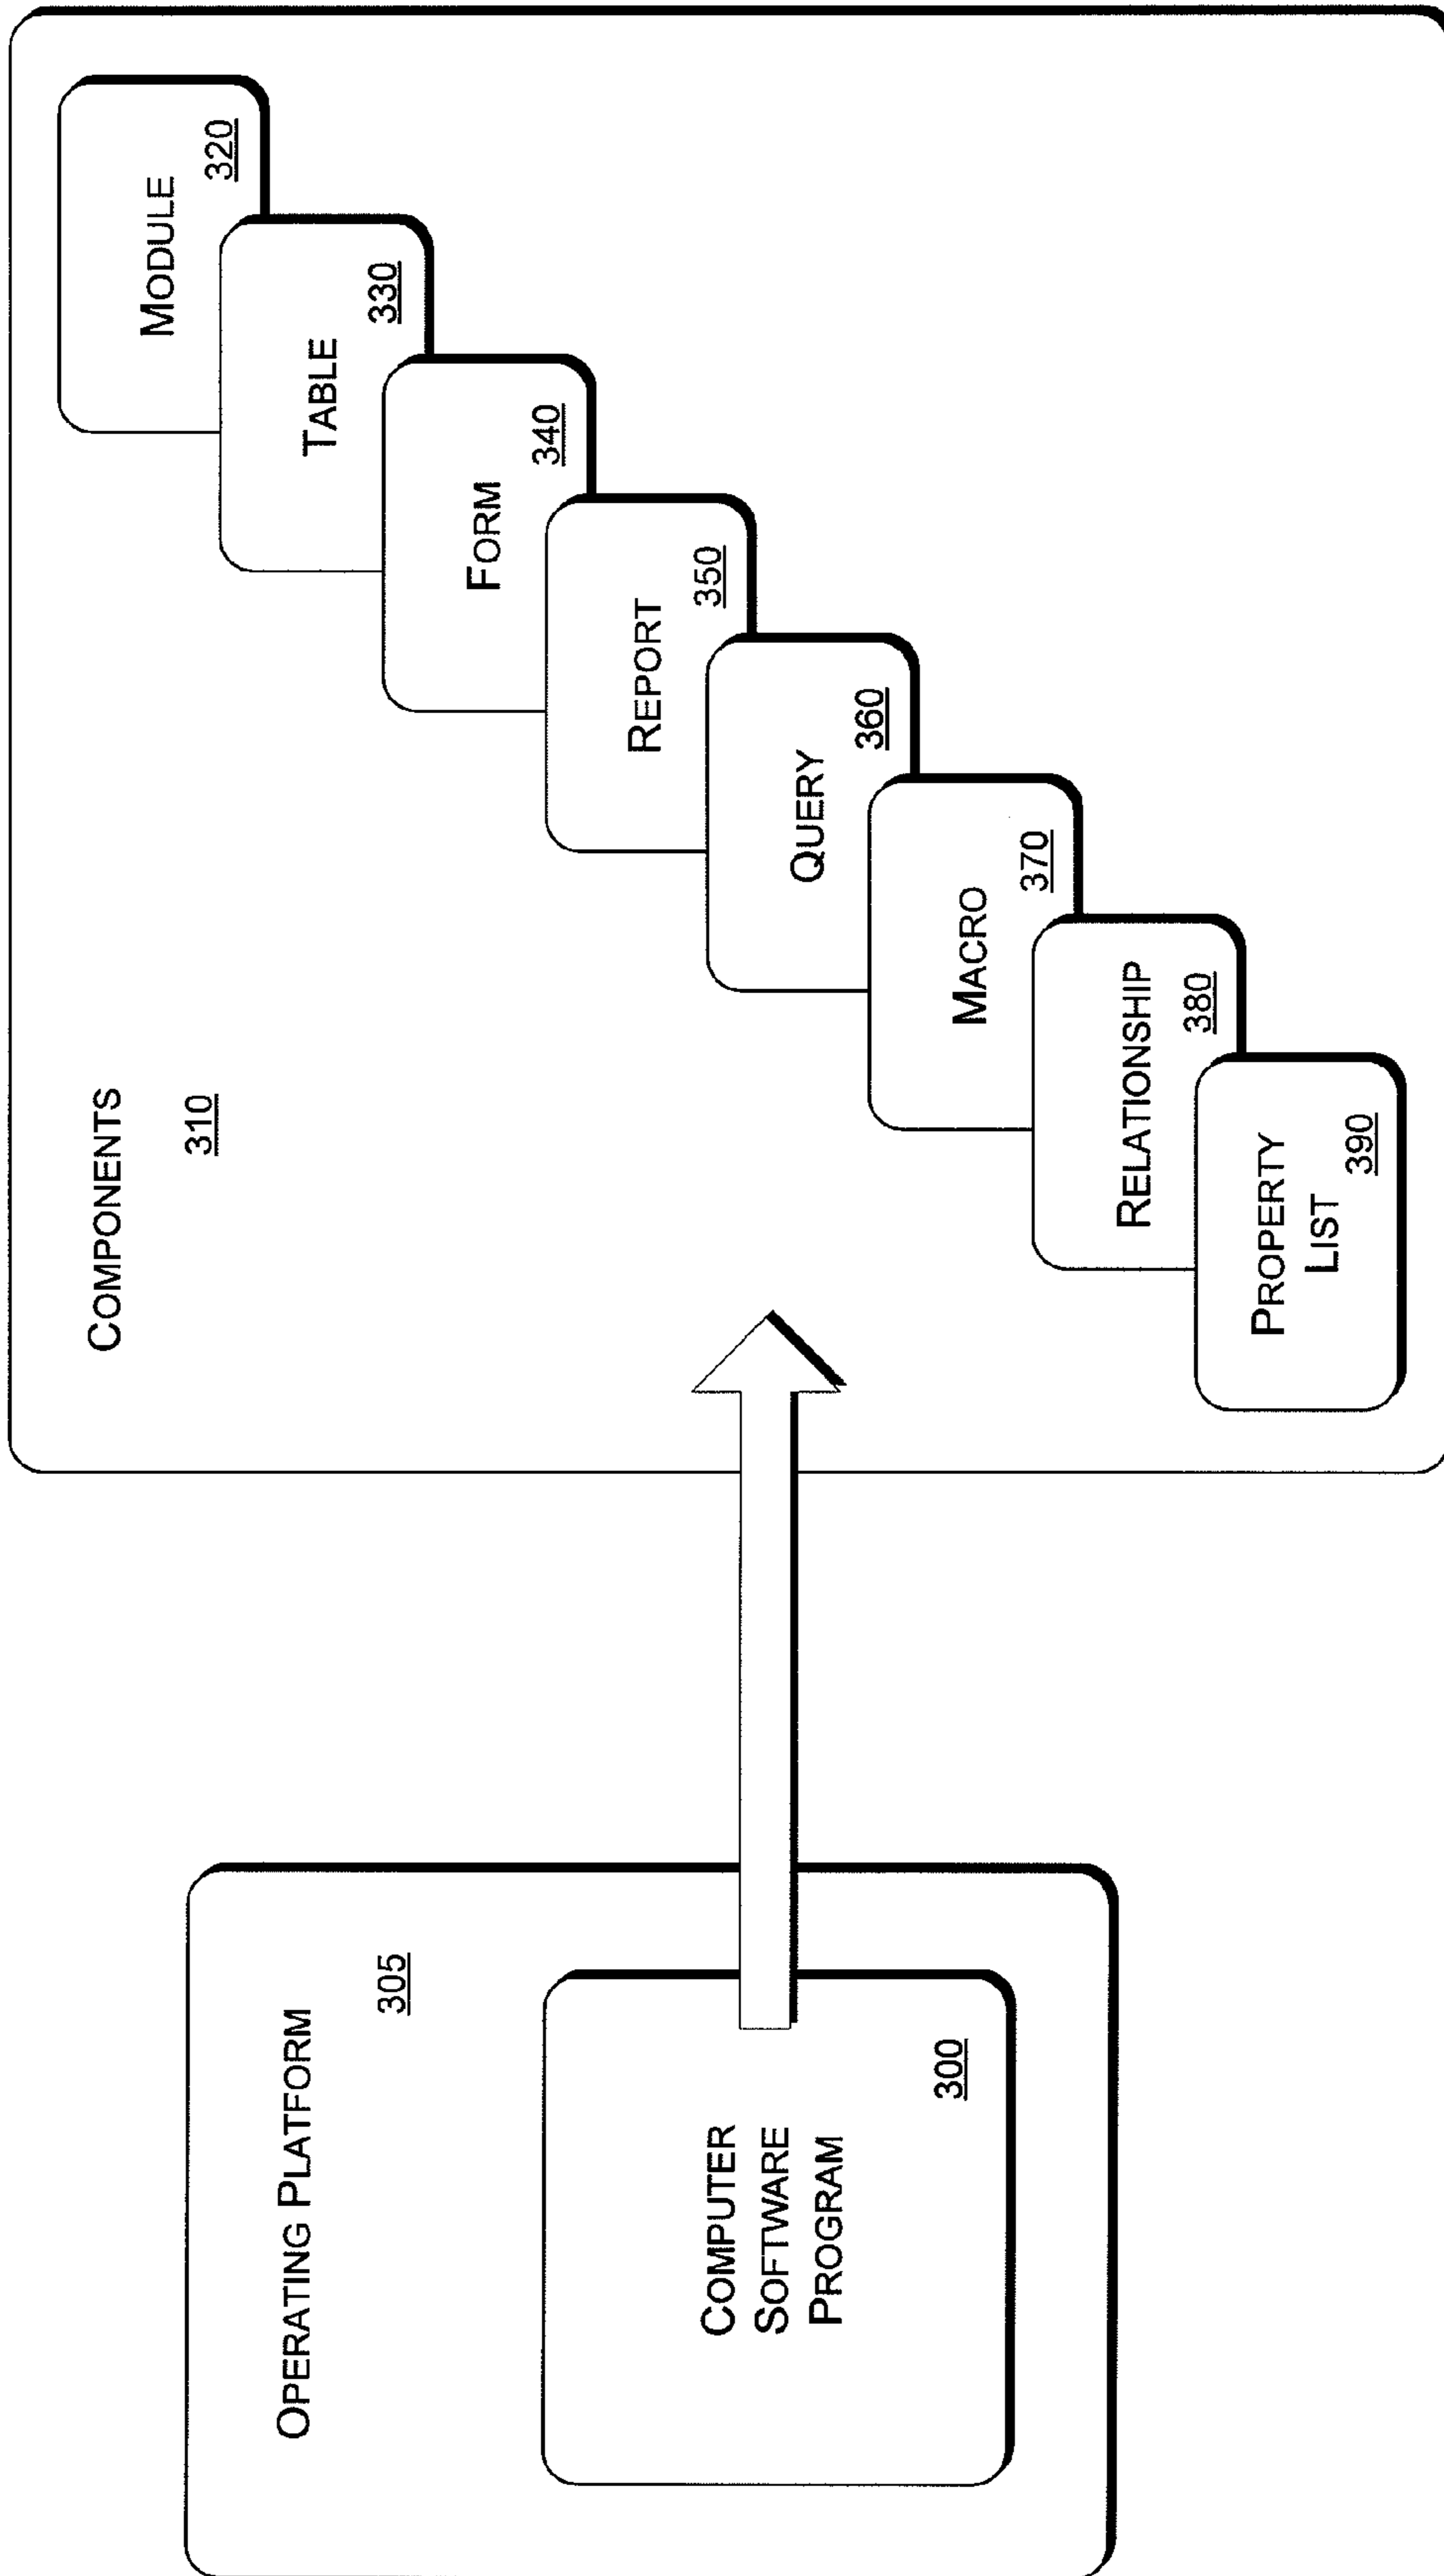 OPERATING PLATFORM
305
COMPUTER
SOFTWARE
PROGRAM
300
COMPONENTS
310
MODULE
320
TABLE
330
FORM
340
REPORT
350
QUERY
360
MACRO
370
RELATIONSHIP
380
PROPERTY
LIST
390